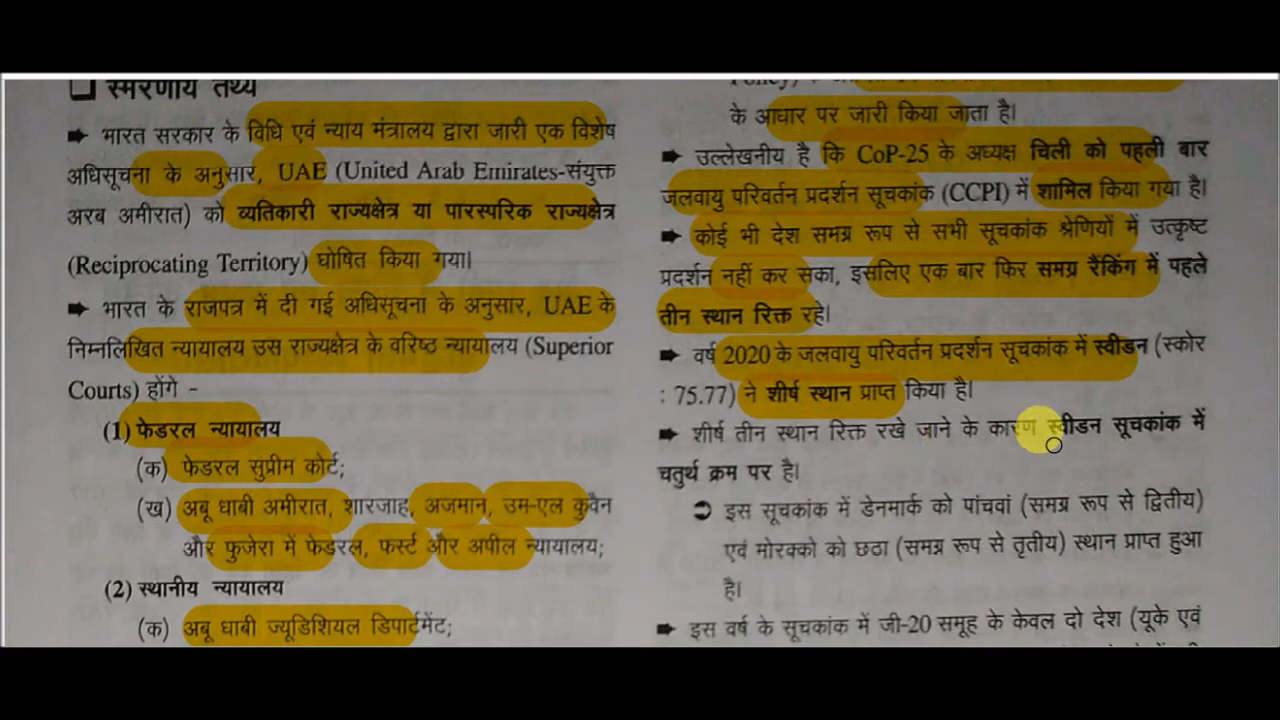 ❑ स्मरणीय तथ्य
➨ भारत सरकार के विधि एवं न्याय मंत्रालय द्वारा जारी एक विशेष
अधिसूचना के अनुसार, UAE (United Arab Emirates-संयुक्त
अरब अमीरात) को व्यतिकारी राज्यक्षेत्र या पारस्परिक राज्यक्षेत्र
(Reciprocating Territory) घोषित किया गया।
➨ भारत के राजपत्र में दी गई अधिसूचना के अनुसार, UAE के
निम्नलिखित न्यायालय उस राज्यक्षेत्र के वरिष्ठ न्यायालय (Superior
Courts) होंगे -
(1) फेडरल न्यायालय
(क) फेडरल सुप्रीम कोर्ट;
(ख) अबू धाबी अमीरात, शारजाह, अजमान, उम-एल कुवैन
और फुजेरा में फेडरल, फर्स्ट और अपील न्यायालय;
(2) स्थानीय न्यायालय
(क) अबू धाबी ज्यूडिशियल डिपार्टमेंट;
Policy)
के आधार पर जारी किया जाता है।
➨ उल्लेखनीय है कि CoP-25 के अध्यक्ष चिली को पहली बार
जलवायु परिवर्तन प्रदर्शन सूचकांक (CCPI) में शामिल किया गया है।
➨ कोई भी देश समग्र रूप से सभी सूचकांक श्रेणियों में उत्कृष्ट
प्रदर्शन नहीं कर सका, इसलिए एक बार फिर समग्र रैंकिंग में पहले
तीन स्थान रिक्त रहे।
➨ वर्ष 2020 के जलवायु परिवर्तन प्रदर्शन सूचकांक में स्वीडन (स्कोर
: 75.77) ने शीर्ष स्थान प्राप्त किया है।
➨ शीर्ष तीन स्थान रिक्त रखे जाने के कारण स्वीडन सूचकांक में
चतुर्थ क्रम पर है।
➲ इस सूचकांक में डेनमार्क को पांचवां (समग्र रूप से द्वितीय)
एवं मोरक्को को छठा (समग्र रूप से तृतीय) स्थान प्राप्त हुआ
है।
➨ इस वर्ष के सूचकांक में जी-20 समूह के केवल दो देश (यूके एवं